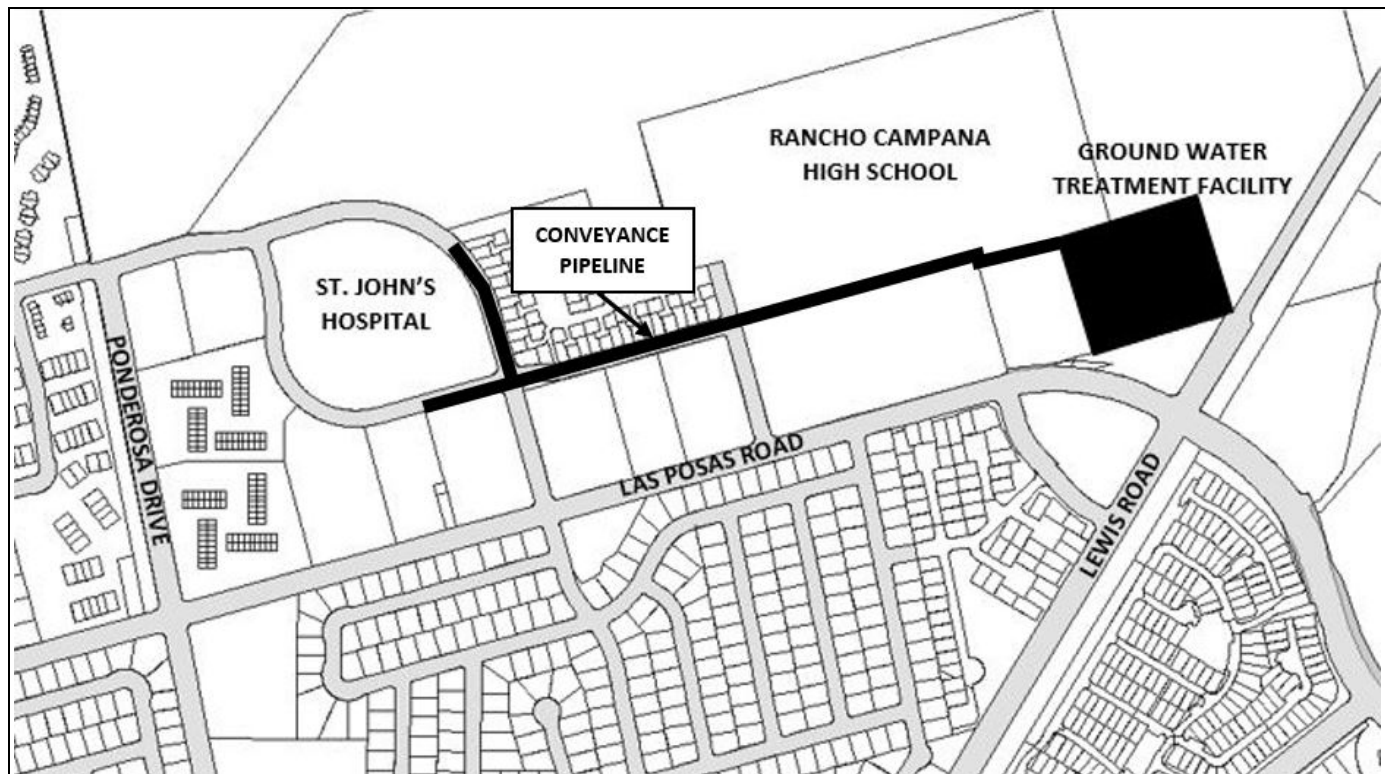 RANCHO CAMPANA
HIGH SCHOOL
GROUND WATER
TREATMENT FACILITY
CONVEYANCE
PIPELINE
ST. JOHN'S
HOSPITAL
PONDEROSA DRIVE
LAS POSAS ROAD
LEWIS ROAD